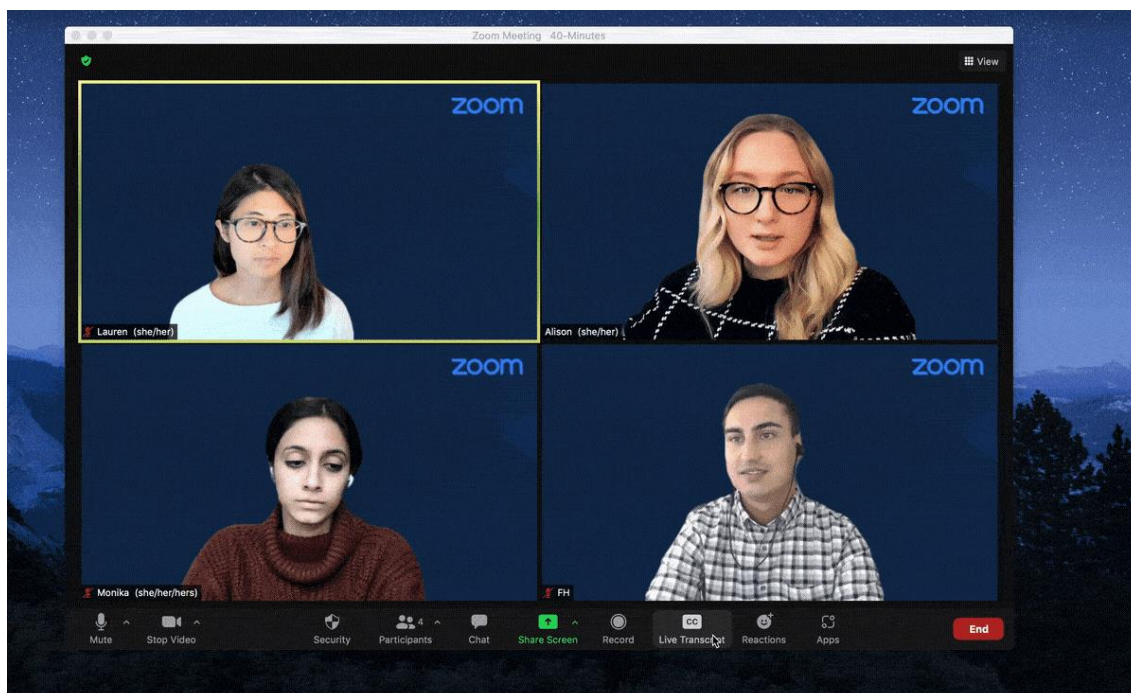 Zoom Meeting 40-Minutes
View
zoom
zoom
Lauren (she/her)
Alison (she/her)
zoom
zoom
Monika (she/her/hers)
FH
4
CC
Mute
Stop Video
Security
Participants
Chat
Share Screen
Record
Live Transcript
Reactions
Apps
End